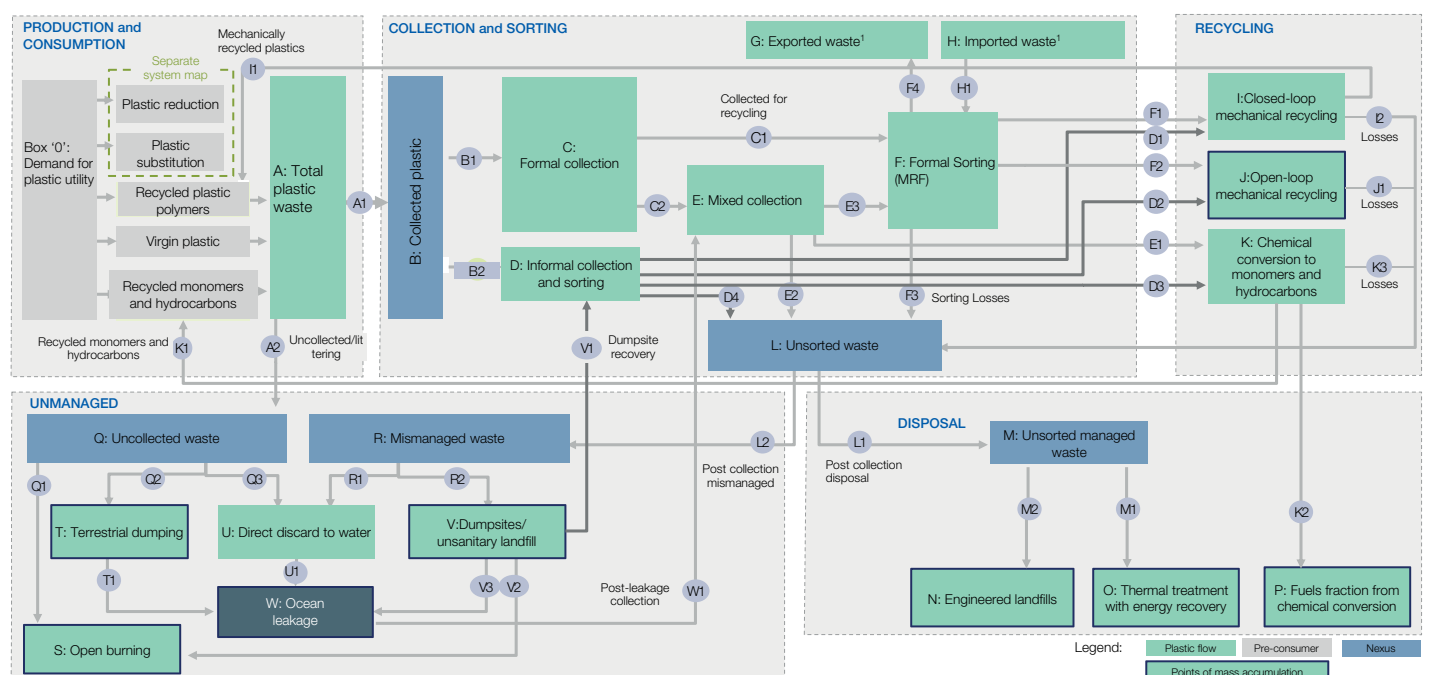 PRODUCTION and
CONSUMPTION
Mechanically
recycled plastics
I1
Separate
system map
Box ‘0’:
Demand for
plastic utility
Plastic reduction
Plastic
substitution
Recycled plastic
polymers
Virgin plastic
Recycled monomers
and hydrocarbons
A: Total
plastic
waste
A1
Recycled monomers and
hydrocarbons
K1
A2
Uncollected/lit
tering
COLLECTION and SORTING
B: Collected plastic
B1
B2
C:
Formal collection
D: Informal collection
and sorting
Collected for
recycling
C1
C2
E: Mixed collection
E3
G: Exported waste1
H: Imported waste1
F4
H1
F: Formal Sorting
(MRF)
D4
E2
F3
Sorting Losses
V1
Dumpsite
recovery
L: Unsorted waste
F1
D1
F2
D2
E1
D3
RECYCLING
I:Closed-loop
mechanical recycling
J:Open-loop
mechanical recycling
K: Chemical
conversion to
monomers and
hydrocarbons
I2
Losses
J1
Losses
K3
Losses
UNMANAGED
Q: Uncollected waste
R: Mismanaged waste
Q1
Q2
Q3
R1
R2
T: Terrestrial dumping
U: Direct discard to water
V:Dumpsites/
unsanitary landfill
T1
U1
V3
V2
W: Ocean
leakage
S: Open burning
Post-leakage
collection
W1
L2
Post collection
mismanaged
L1
Post collection
disposal
DISPOSAL
M: Unsorted managed
waste
M2
M1
K2
N: Engineered landfills
O: Thermal treatment
with energy recovery
P: Fuels fraction from
chemical conversion
Legend:
Plastic flow
Pre-consumer
Nexus
Points of mass accumulation